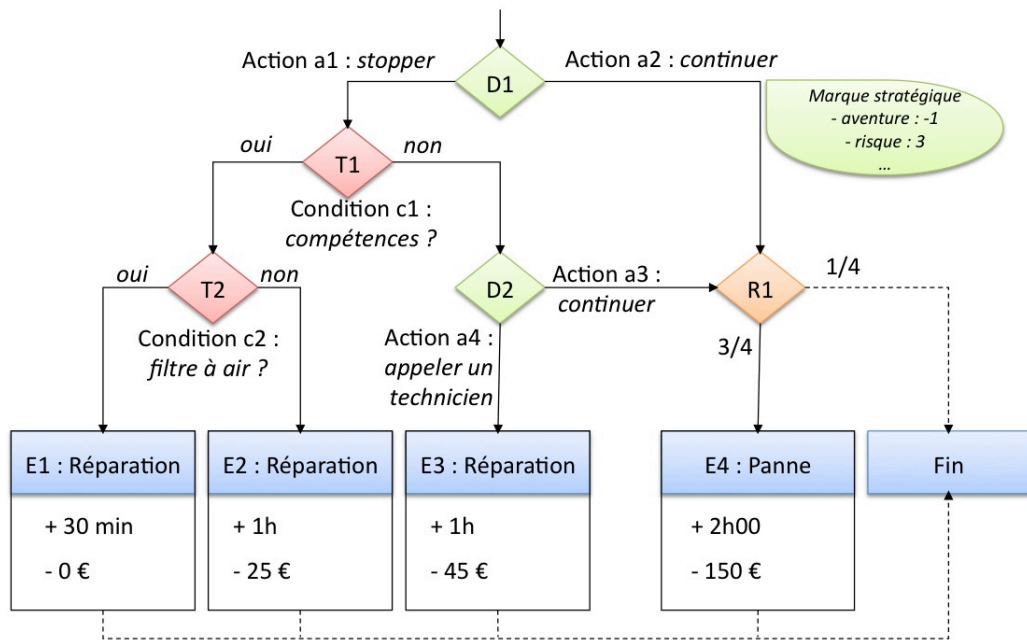 Action a1 : stopper
D1
Action a2 : continuer
Marque stratégique
- aventure : -1
- risque : 3
...
oui
T1
non
Condition c1 :
compétences ?
oui
T2
non
Condition c2 :
filtre à air ?
D2
Action a3 :
continuer
R1
1/4
Action a4 :
appeler un
technicien
3/4
E1 : Réparation
+ 30 min
- 0 €
E2 : Réparation
+ 1h
- 25 €
E3 : Réparation
+ 1h
- 45 €
E4 : Panne
+ 2h00
- 150 €
Fin